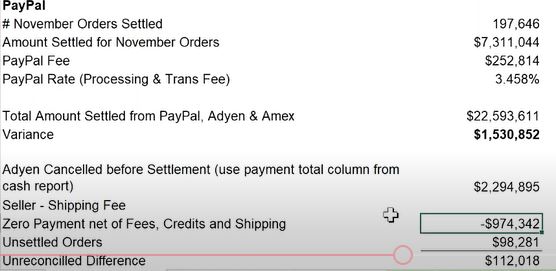 PayPal
# November Orders Settled 197,646
Amount Settled for November Orders $7,311,044
PayPal Fee $252,814
PayPal Rate (Processing & Trans Fee) 3.458%
Total Amount Settled from PayPal, Adyen & Amex $22,593,611
Variance $1,530,852
Adyen Cancelled before Settlement (use payment total column from
cash report) $2,294,895
Seller - Shipping Fee
Zero Payment net of Fees, Credits and Shipping -$974,342
Unsettled Orders $98,281
Unreconcilled Difference $112,018